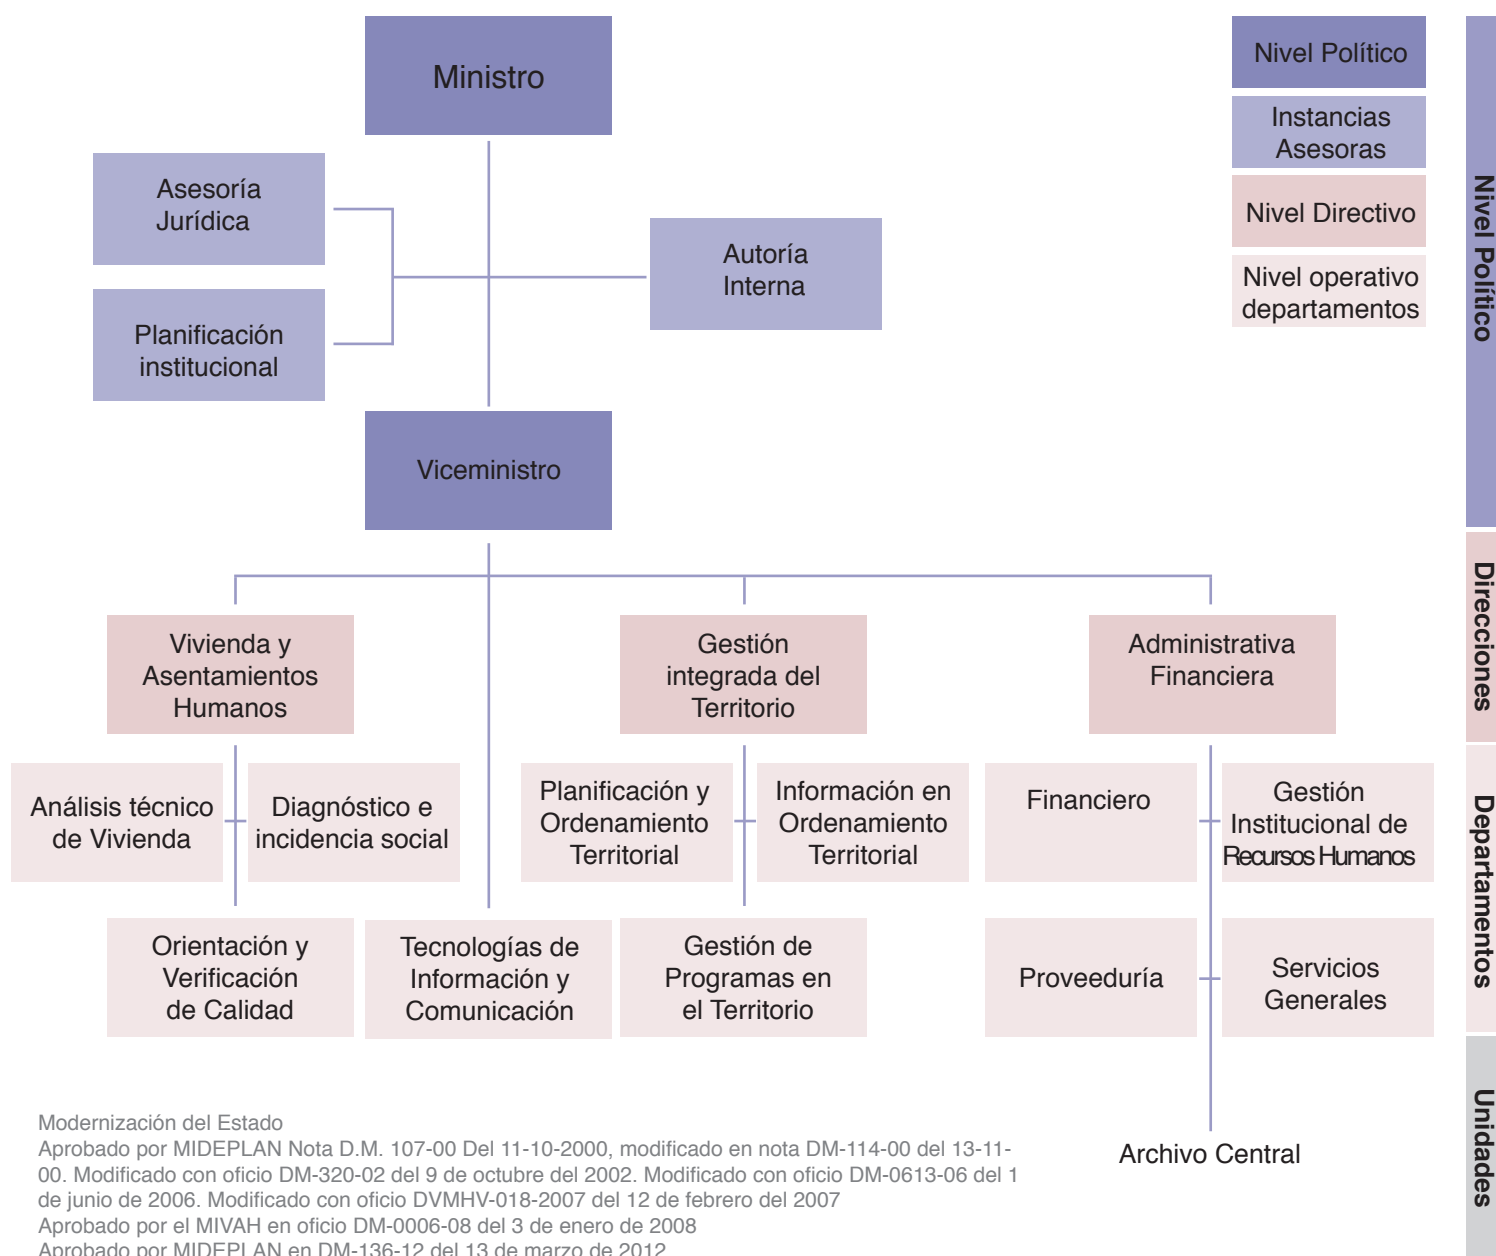 Ministro
Nivel Político
Instancias
Asesoras
Nivel Directivo
Nivel operativo
departamentos
Asesoría
Jurídica
Autoría
Interna
Planificación
institucional
Viceministro
Vivienda y
Asentamientos
Humanos
Gestión
integrada del
Territorio
Administrativa
Financiera
Análisis técnico
de Vivienda
Diagnóstico e
incidencia social
Planificación y
Ordenamiento
Territorial
Información en
Ordenamiento
Territorial
Financiero
Gestión
Institucional de
Recursos Humanos
Orientación y
Verificación
de Calidad
Tecnologías de
Información y
Comunicación
Gestión de
Programas en
el Territorio
Proveeduría
Servicios
Generales
Archivo Central
Nivel Político
Direcciones
Departamentos
Unidades
Modernización del Estado
Aprobado por MIDEPLAN Nota D.M. 107-00 Del 11-10-2000, modificado en nota DM-114-00 del 13-11-
00. Modificado con oficio DM-320-02 del 9 de octubre del 2002. Modificado con oficio DM-0613-06 del 1
de junio de 2006. Modificado con oficio DVMHV-018-2007 del 12 de febrero del 2007
Aprobado por el MIVAH en oficio DM-0006-08 del 3 de enero de 2008
Aprobado por MIDEPLAN en DM-136-12 del 13 de marzo de 2012